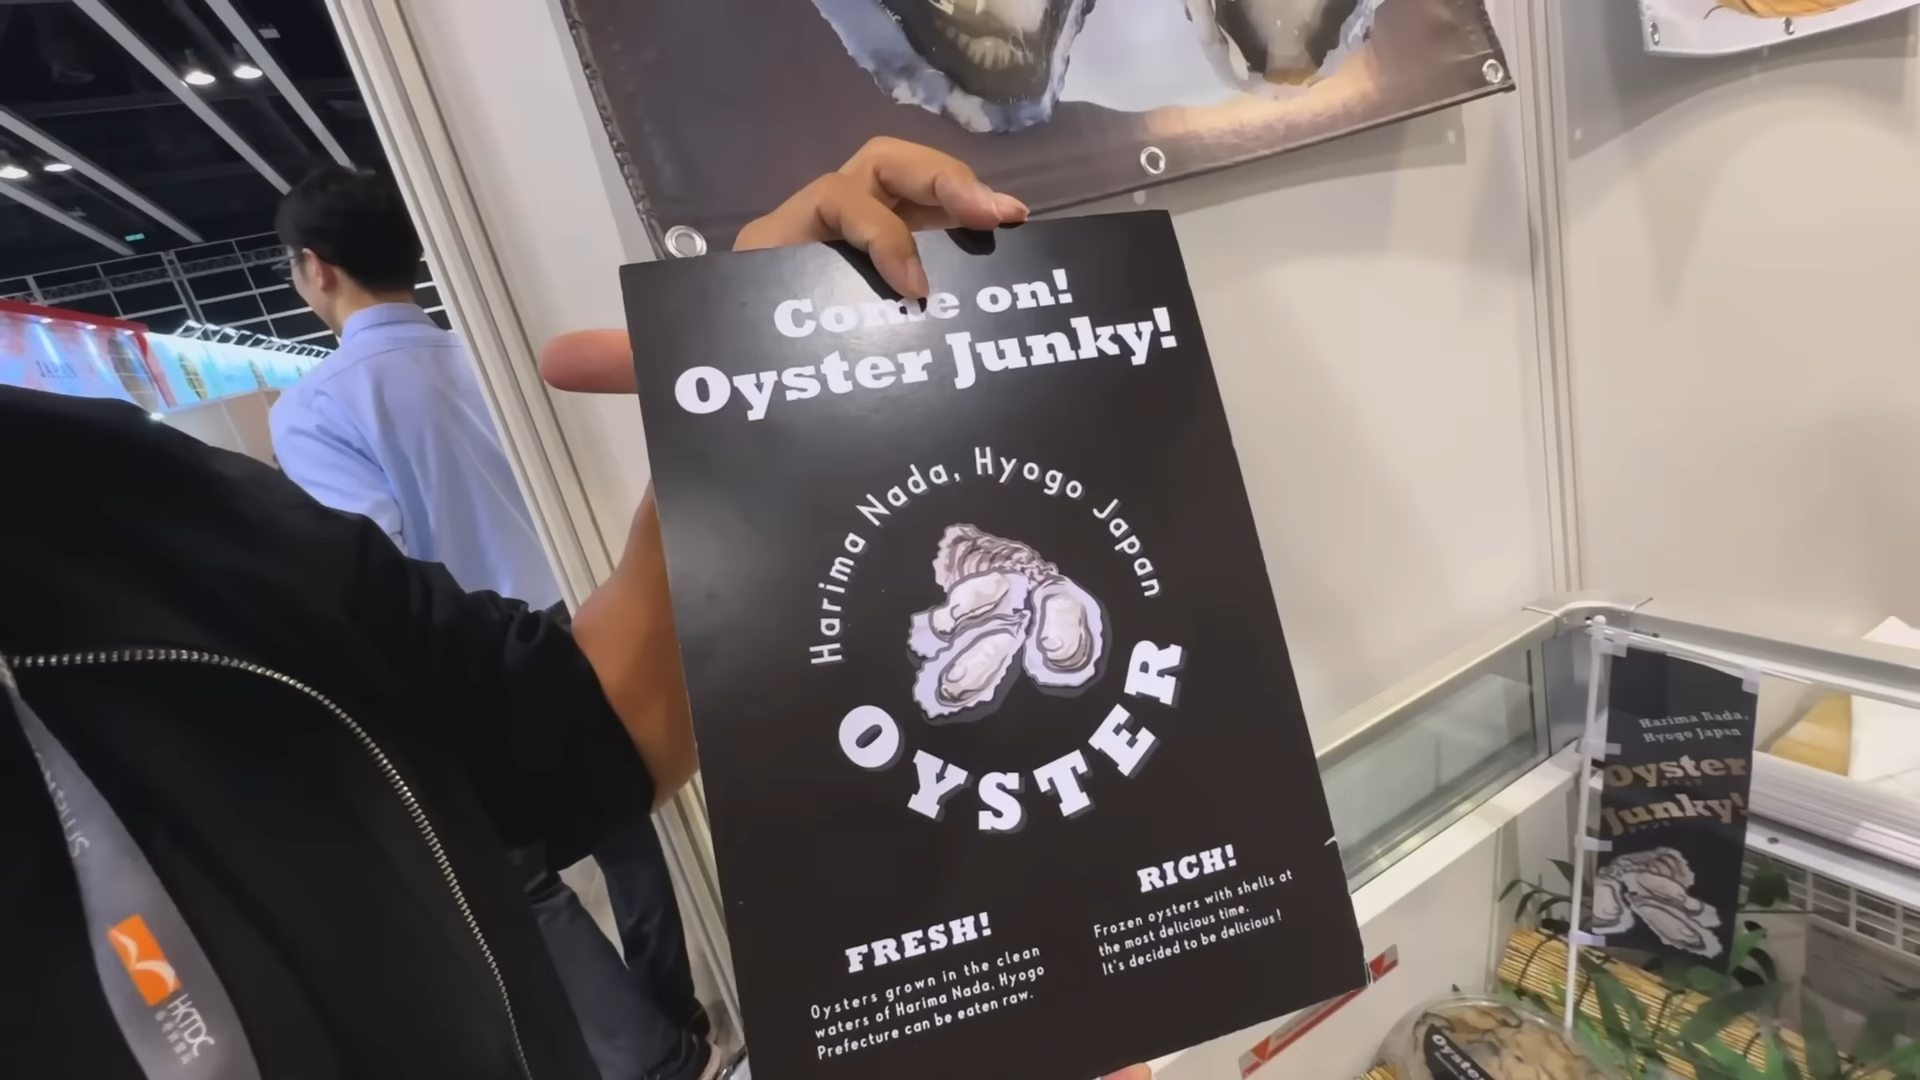 Come on!
Oyster Junky!
Harima Nada, Hyogo Japan
OYSTER
FRESH!
Oysters grown in the clean
waters of Harima Nada, Hyogo
Prefecture can be eaten raw.
RICH!
Frozen oysters with shells at
the most delicious time.
It's decided to be delicious!
Harima Nada,
Hyogo Japan
Oyster
Junky!
JAPAN
HKTDC
Oyster